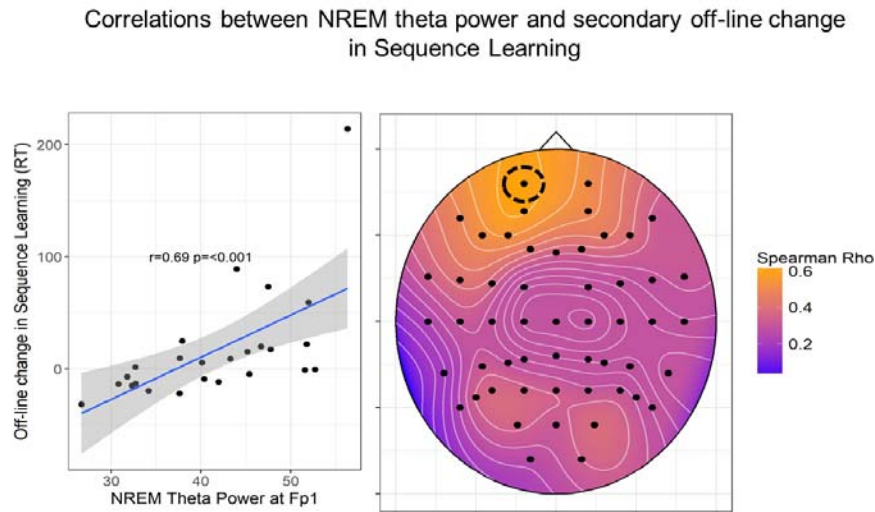 Correlations between NREM theta power and secondary off-line change
in Sequence Learning
Off-line change in Sequence Learning (RT)
200
100
0
r=0.69 p=<0.001
30
40
50
NREM Theta Power at Fp1
Spearman Rho
0.6
0.4
0.2